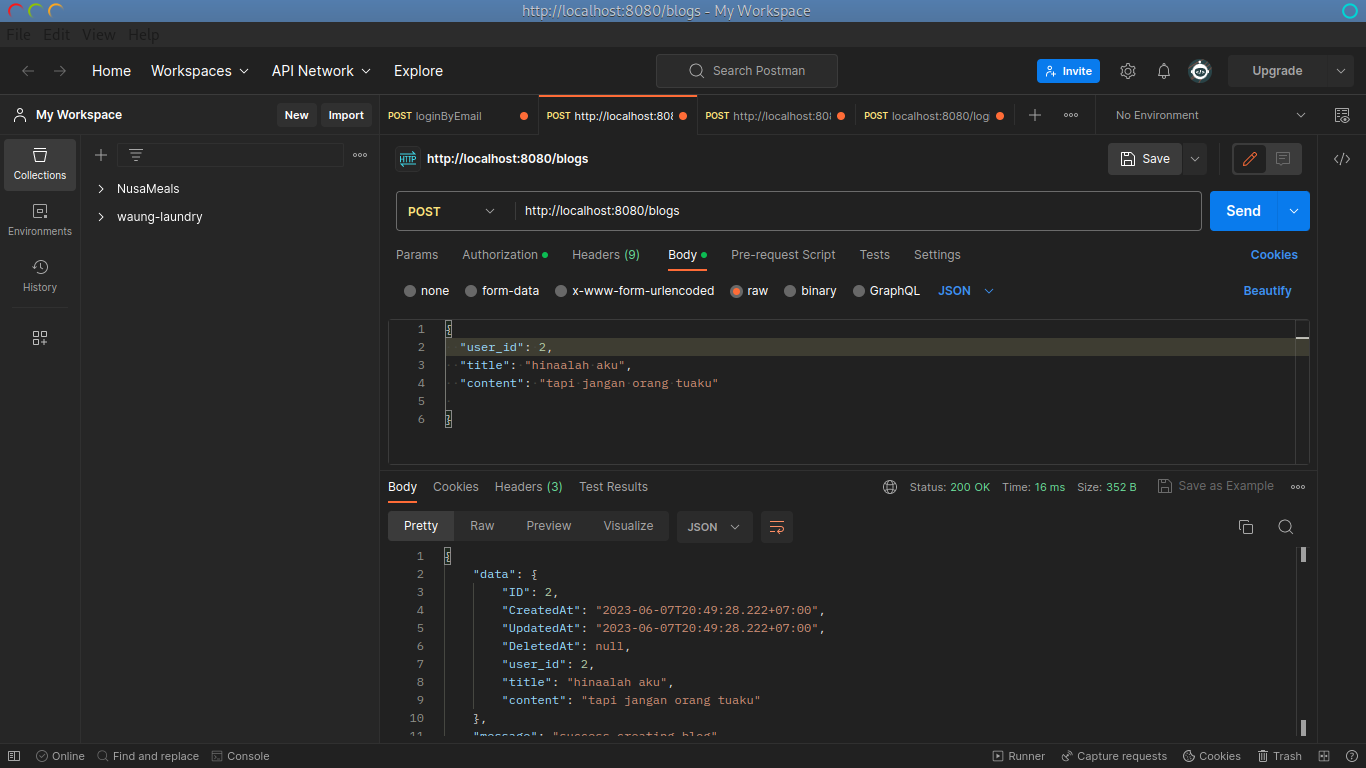 http://localhost:8080/blogs - My Workspace
File Edit View Help
Home Workspaces API Network Explore Search Postman Invite Upgrade
My Workspace New Import POST loginByEmail POST http://localhost:808 POST http://localhost:808 POST localhost:8080/logi No Environment
Collections
Environments
History
NusaMeals
waung-laundry
HTTP http://localhost:8080/blogs Save
POST http://localhost:8080/blogs Send
Params Authorization Headers (9) Body Pre-request Script Tests Settings Cookies
none form-data x-www-form-urlencoded raw binary GraphQL JSON Beautify
1 {
2 "user_id": 2,
3 "title": "hinaalah aku",
4 "content": "tapi jangan orang tuaku"
5
6 }
Body Cookies Headers (3) Test Results Status: 200 OK Time: 16 ms Size: 352 B Save as Example
Pretty Raw Preview Visualize JSON
1 {
2 "data": {
3 "ID": 2,
4 "CreatedAt": "2023-06-07T20:49:28.222+07:00",
5 "UpdatedAt": "2023-06-07T20:49:28.222+07:00",
6 "DeletedAt": null,
7 "user_id": 2,
8 "title": "hinaalah aku",
9 "content": "tapi jangan orang tuaku"
10 },
11 "message": "success creating blog"
Online Find and replace Console Runner Capture requests Cookies Trash